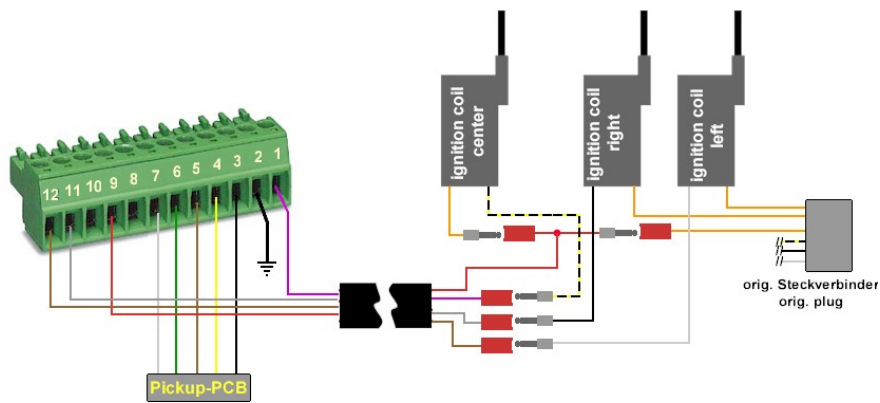 ignition coil
center
ignition coil
right
ignition coil
left
12 11 10 9 8 7 6 5 4 3 2 1
orig. Steckverbinder
orig. plug
Pickup-PCB